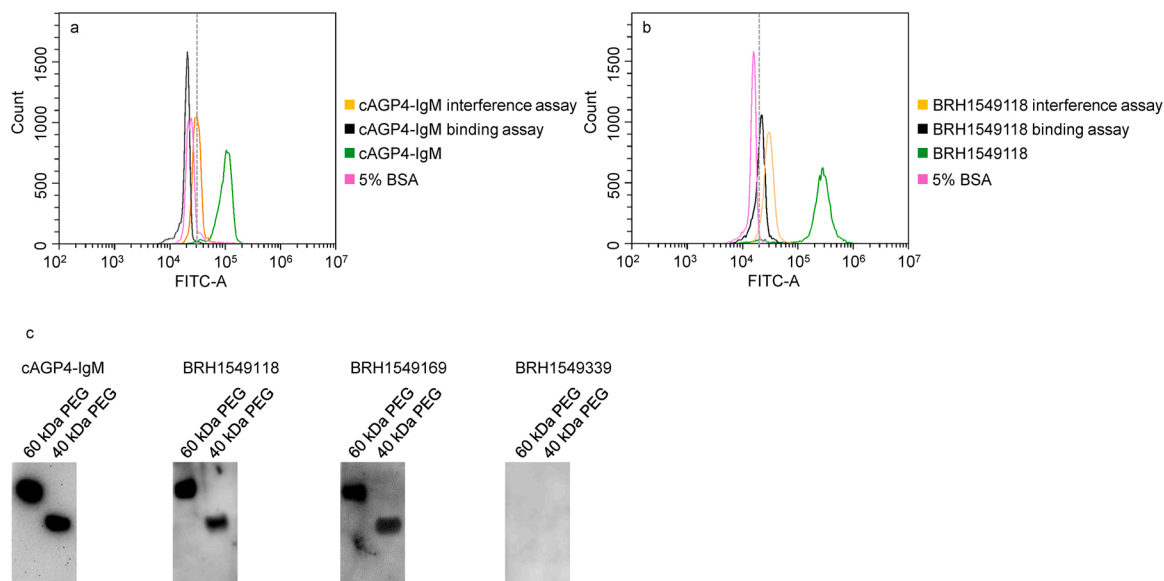 a
Count
1500
1000
500
0
10² 10³ 10⁴ 10⁵ 10⁶ 10⁷
FITC-A
cAGP4-IgM interference assay
cAGP4-IgM binding assay
cAGP4-IgM
5% BSA
b
Count
1500
1000
500
0
10² 10³ 10⁴ 10⁵ 10⁶ 10⁷
FITC-A
BRH1549118 interference assay
BRH1549118 binding assay
BRH1549118
5% BSA
c
cAGP4-IgM
60 kDa PEG
40 kDa PEG
BRH1549118
60 kDa PEG
40 kDa PEG
BRH1549169
60 kDa PEG
40 kDa PEG
BRH1549339
60 kDa PEG
40 kDa PEG